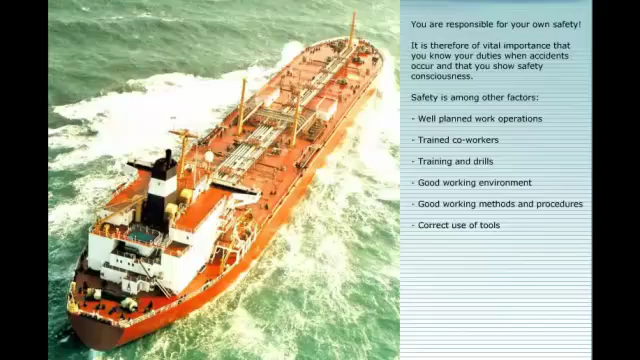 You are responsible for your own safety!
It is therefore of vital importance that
you know your duties when accidents
occur and that you show safety
consciousness.
Safety is among other factors:
- Well planned work operations
- Trained co-workers
- Training and drills
- Good working environment
- Good working methods and procedures
- Correct use of tools